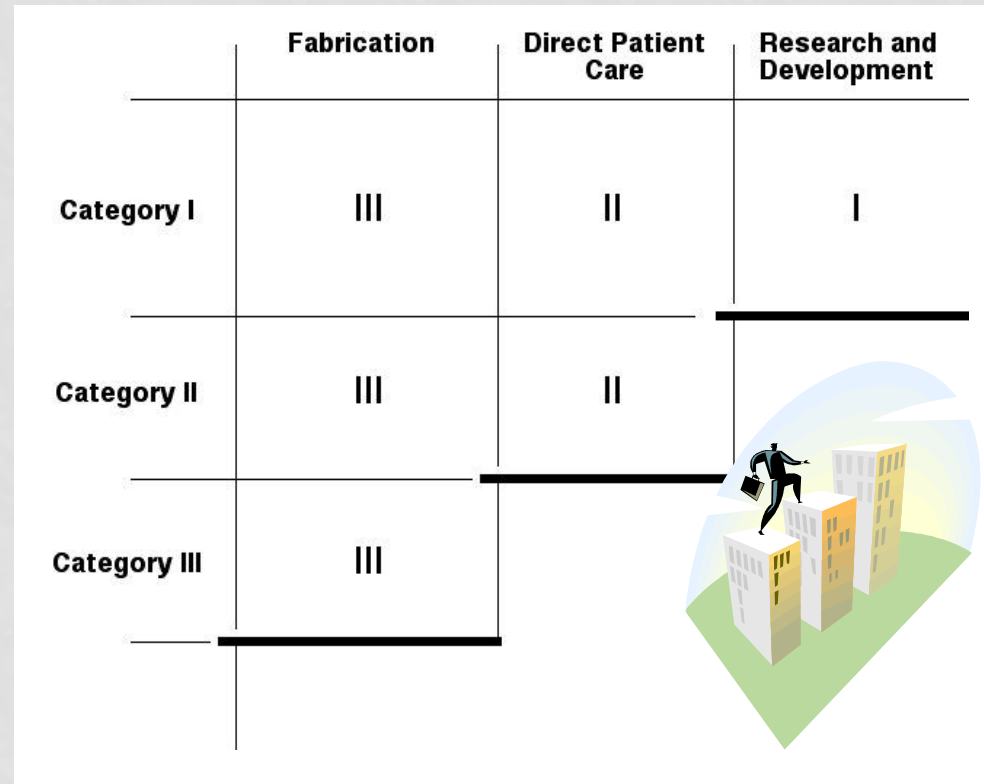 Fabrication
Direct Patient
Care
Research and
Development
Category I
III
II
I
Category II
III
II
Category III
III